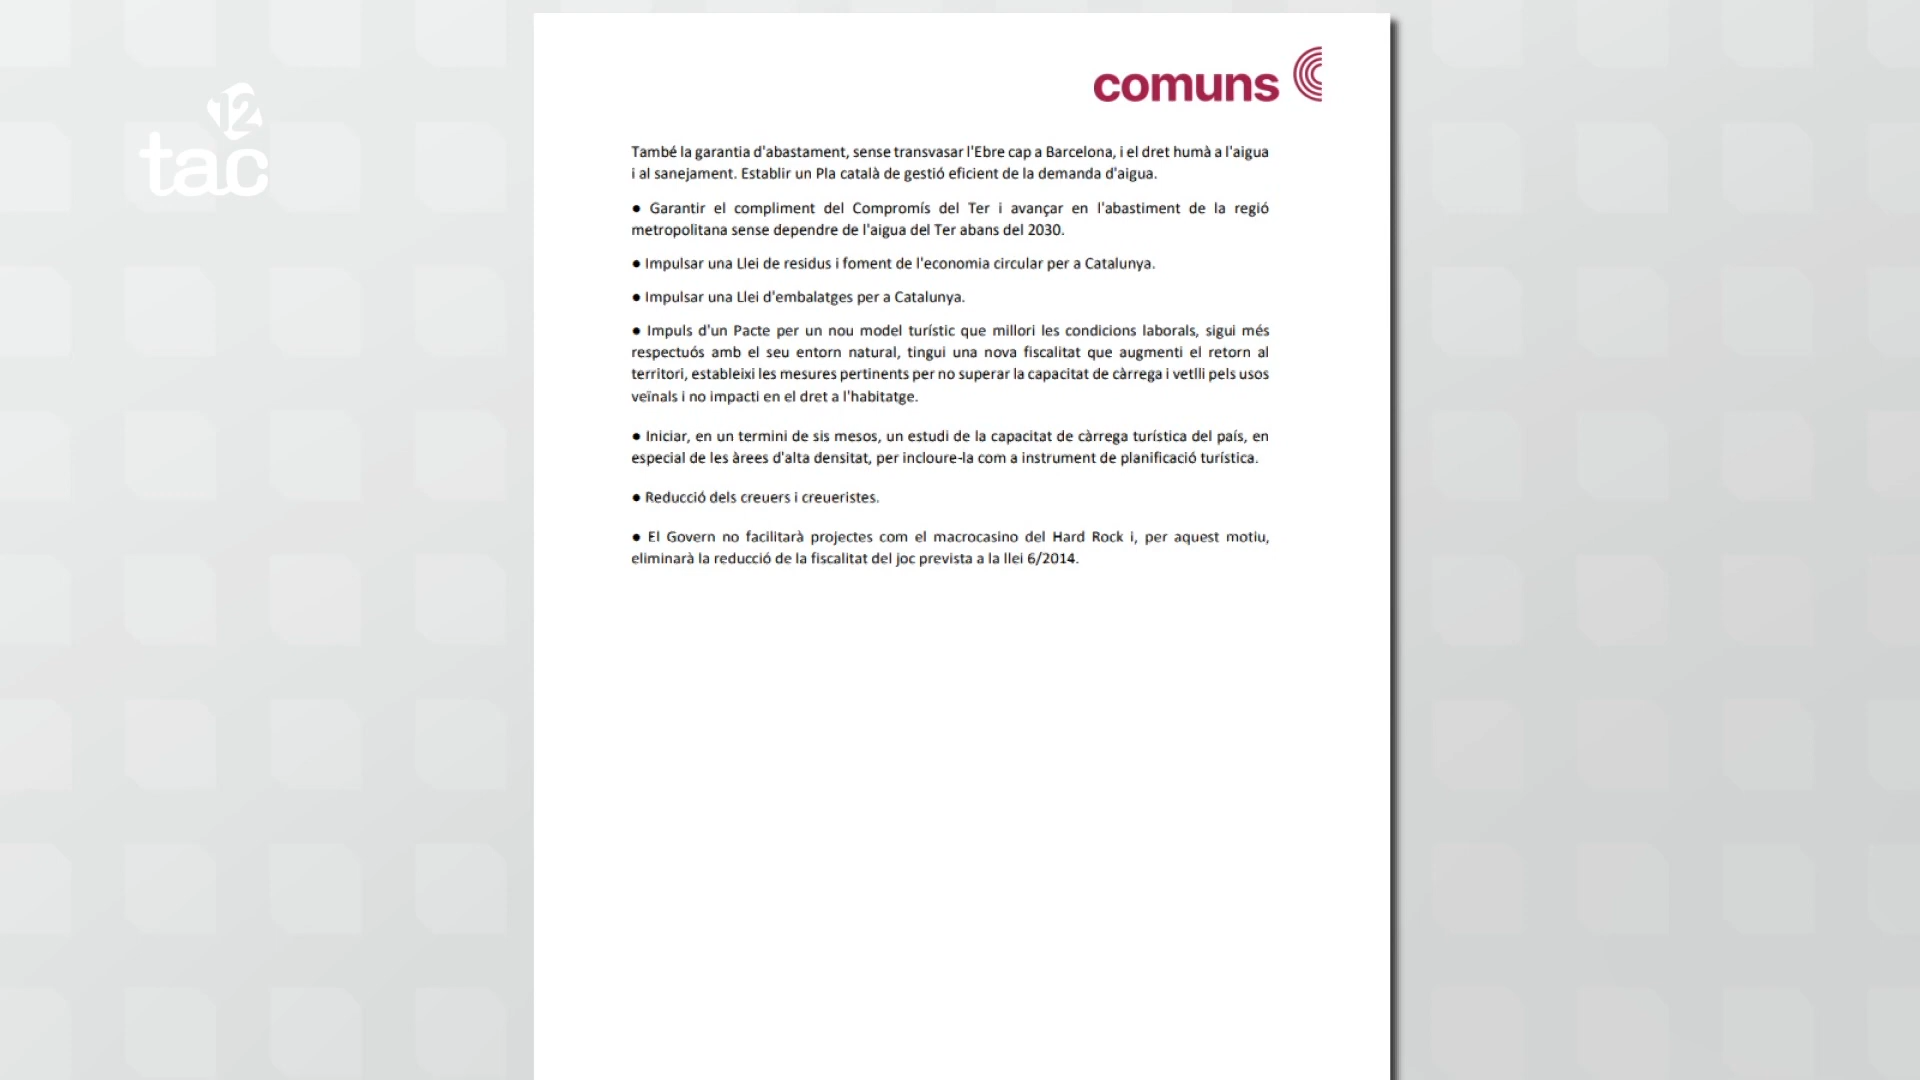 12
tac
comuns
També la garantia d'abastament, sense transvasar l'Ebre cap a Barcelona, i el dret humà a l'aigua
i al sanejament. Establir un Pla català de gestió eficient de la demanda d'aigua.
● Garantir el compliment del Compromís del Ter i avançar en l'abastiment de la regió
metropolitana sense dependre de l'aigua del Ter abans del 2030.
● Impulsar una Llei de residus i foment de l'economia circular per a Catalunya.
● Impulsar una Llei d'embalatges per a Catalunya.
● Impuls d'un Pacte per un nou model turístic que millori les condicions laborals, sigui més
respectuós amb el seu entorn natural, tingui una nova fiscalitat que augmenti el retorn al
territori, estableixi les mesures pertinents per no superar la capacitat de càrrega i vetlli pels usos
veïnals i no impacti en el dret a l'habitatge.
● Iniciar, en un termini de sis mesos, un estudi de la capacitat de càrrega turística del país, en
especial de les àrees d'alta densitat, per incloure-la com a instrument de planificació turística.
● Reducció dels creuers i creueristes.
● El Govern no facilitarà projectes com el macrocasino del Hard Rock i, per aquest motiu,
eliminarà la reducció de la fiscalitat del joc prevista a la llei 6/2014.